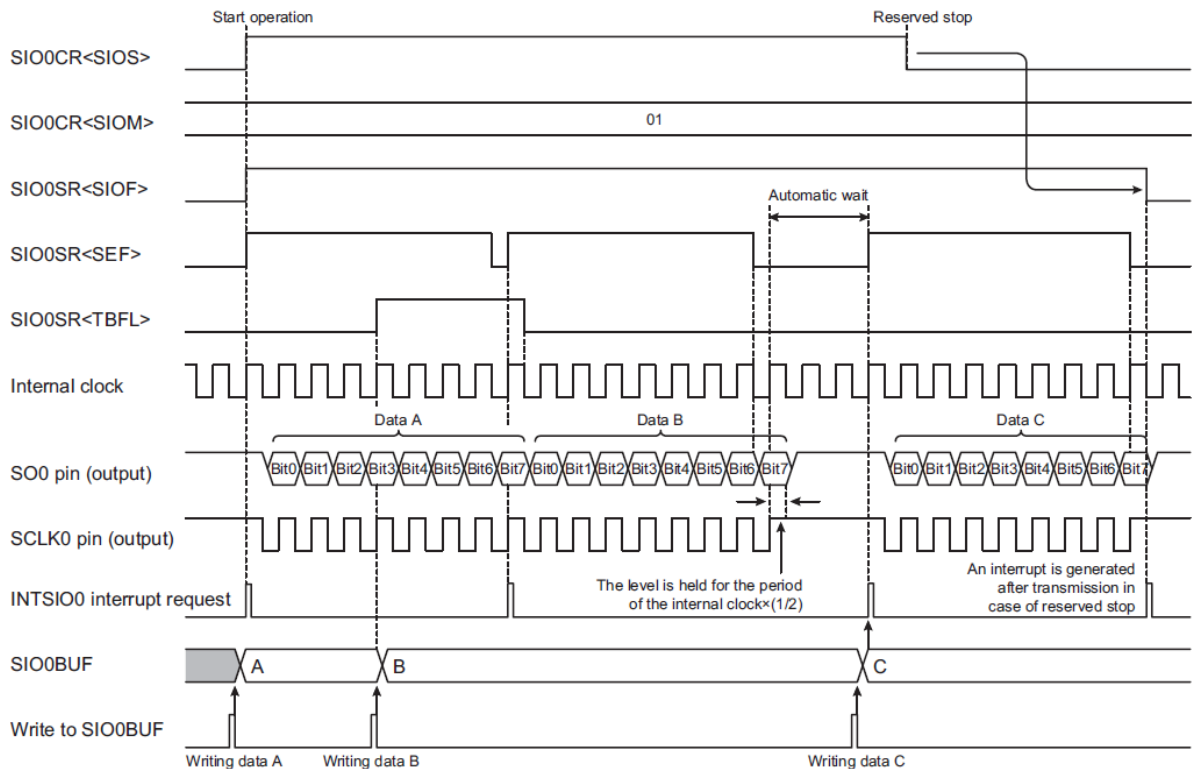 Start operation
Reserved stop
SIO0CR<SIOS>
SIO0CR<SIOM>
01
SIO0SR<SIOF>
Automatic wait
SIO0SR<SEF>
SIO0SR<TBFL>
Internal clock
Data A
Data B
Data C
SO0 pin (output)
Bit0 Bit1 Bit2 Bit3 Bit4 Bit5 Bit6 Bit7 Bit0 Bit1 Bit2 Bit3 Bit4 Bit5 Bit6 Bit7 Bit0 Bit1 Bit2 Bit3 Bit4 Bit5 Bit6 Bit7
SCLK0 pin (output)
The level is held for the period
of the internal clock×(1/2)
An interrupt is generated
after transmission in
case of reserved stop
INTSIO0 interrupt request
SIO0BUF
A
B
C
Write to SIO0BUF
Writing data A
Writing data B
Writing data C